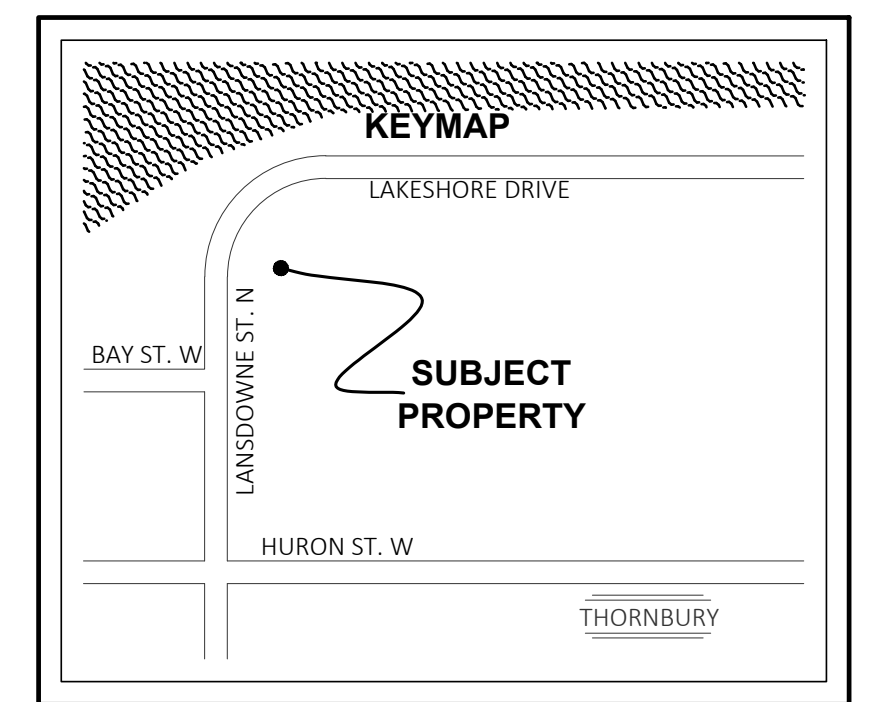 KEYMAP
LAKESHORE DRIVE
LANSDOWNE ST. N
BAY ST. W
SUBJECT
PROPERTY
HURON ST. W
THORNBURY